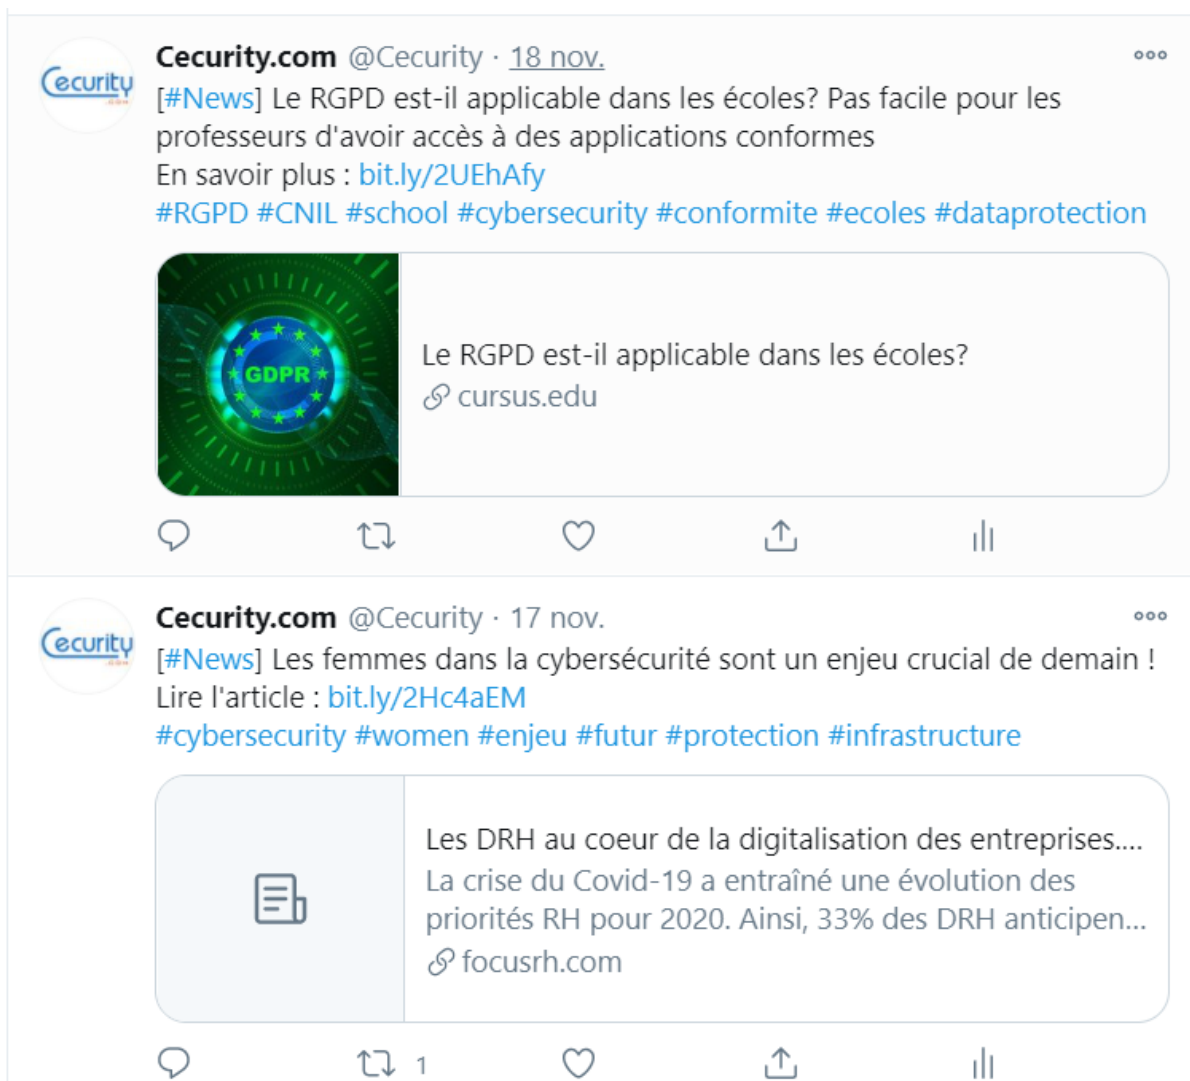 Cecurity.com @Cecurity · 18 nov.
Cecurity
.com
[#News] Le RGPD est-il applicable dans les écoles? Pas facile pour les
professeurs d'avoir accès à des applications conformes
En savoir plus : bit.ly/2UEhAfy
#RGPD #CNIL #school #cybersecurity #conformite #ecoles #dataprotection
GDPR
Le RGPD est-il applicable dans les écoles?
cursus.edu
Cecurity.com @Cecurity · 17 nov.
Cecurity
.com
[#News] Les femmes dans la cybersécurité sont un enjeu crucial de demain !
Lire l'article : bit.ly/2Hc4aEM
#cybersecurity #women #enjeu #futur #protection #infrastructure
Les DRH au coeur de la digitalisation des entreprises....
La crise du Covid-19 a entraîné une évolution des
priorités RH pour 2020. Ainsi, 33% des DRH anticipen...
focusrh.com
1